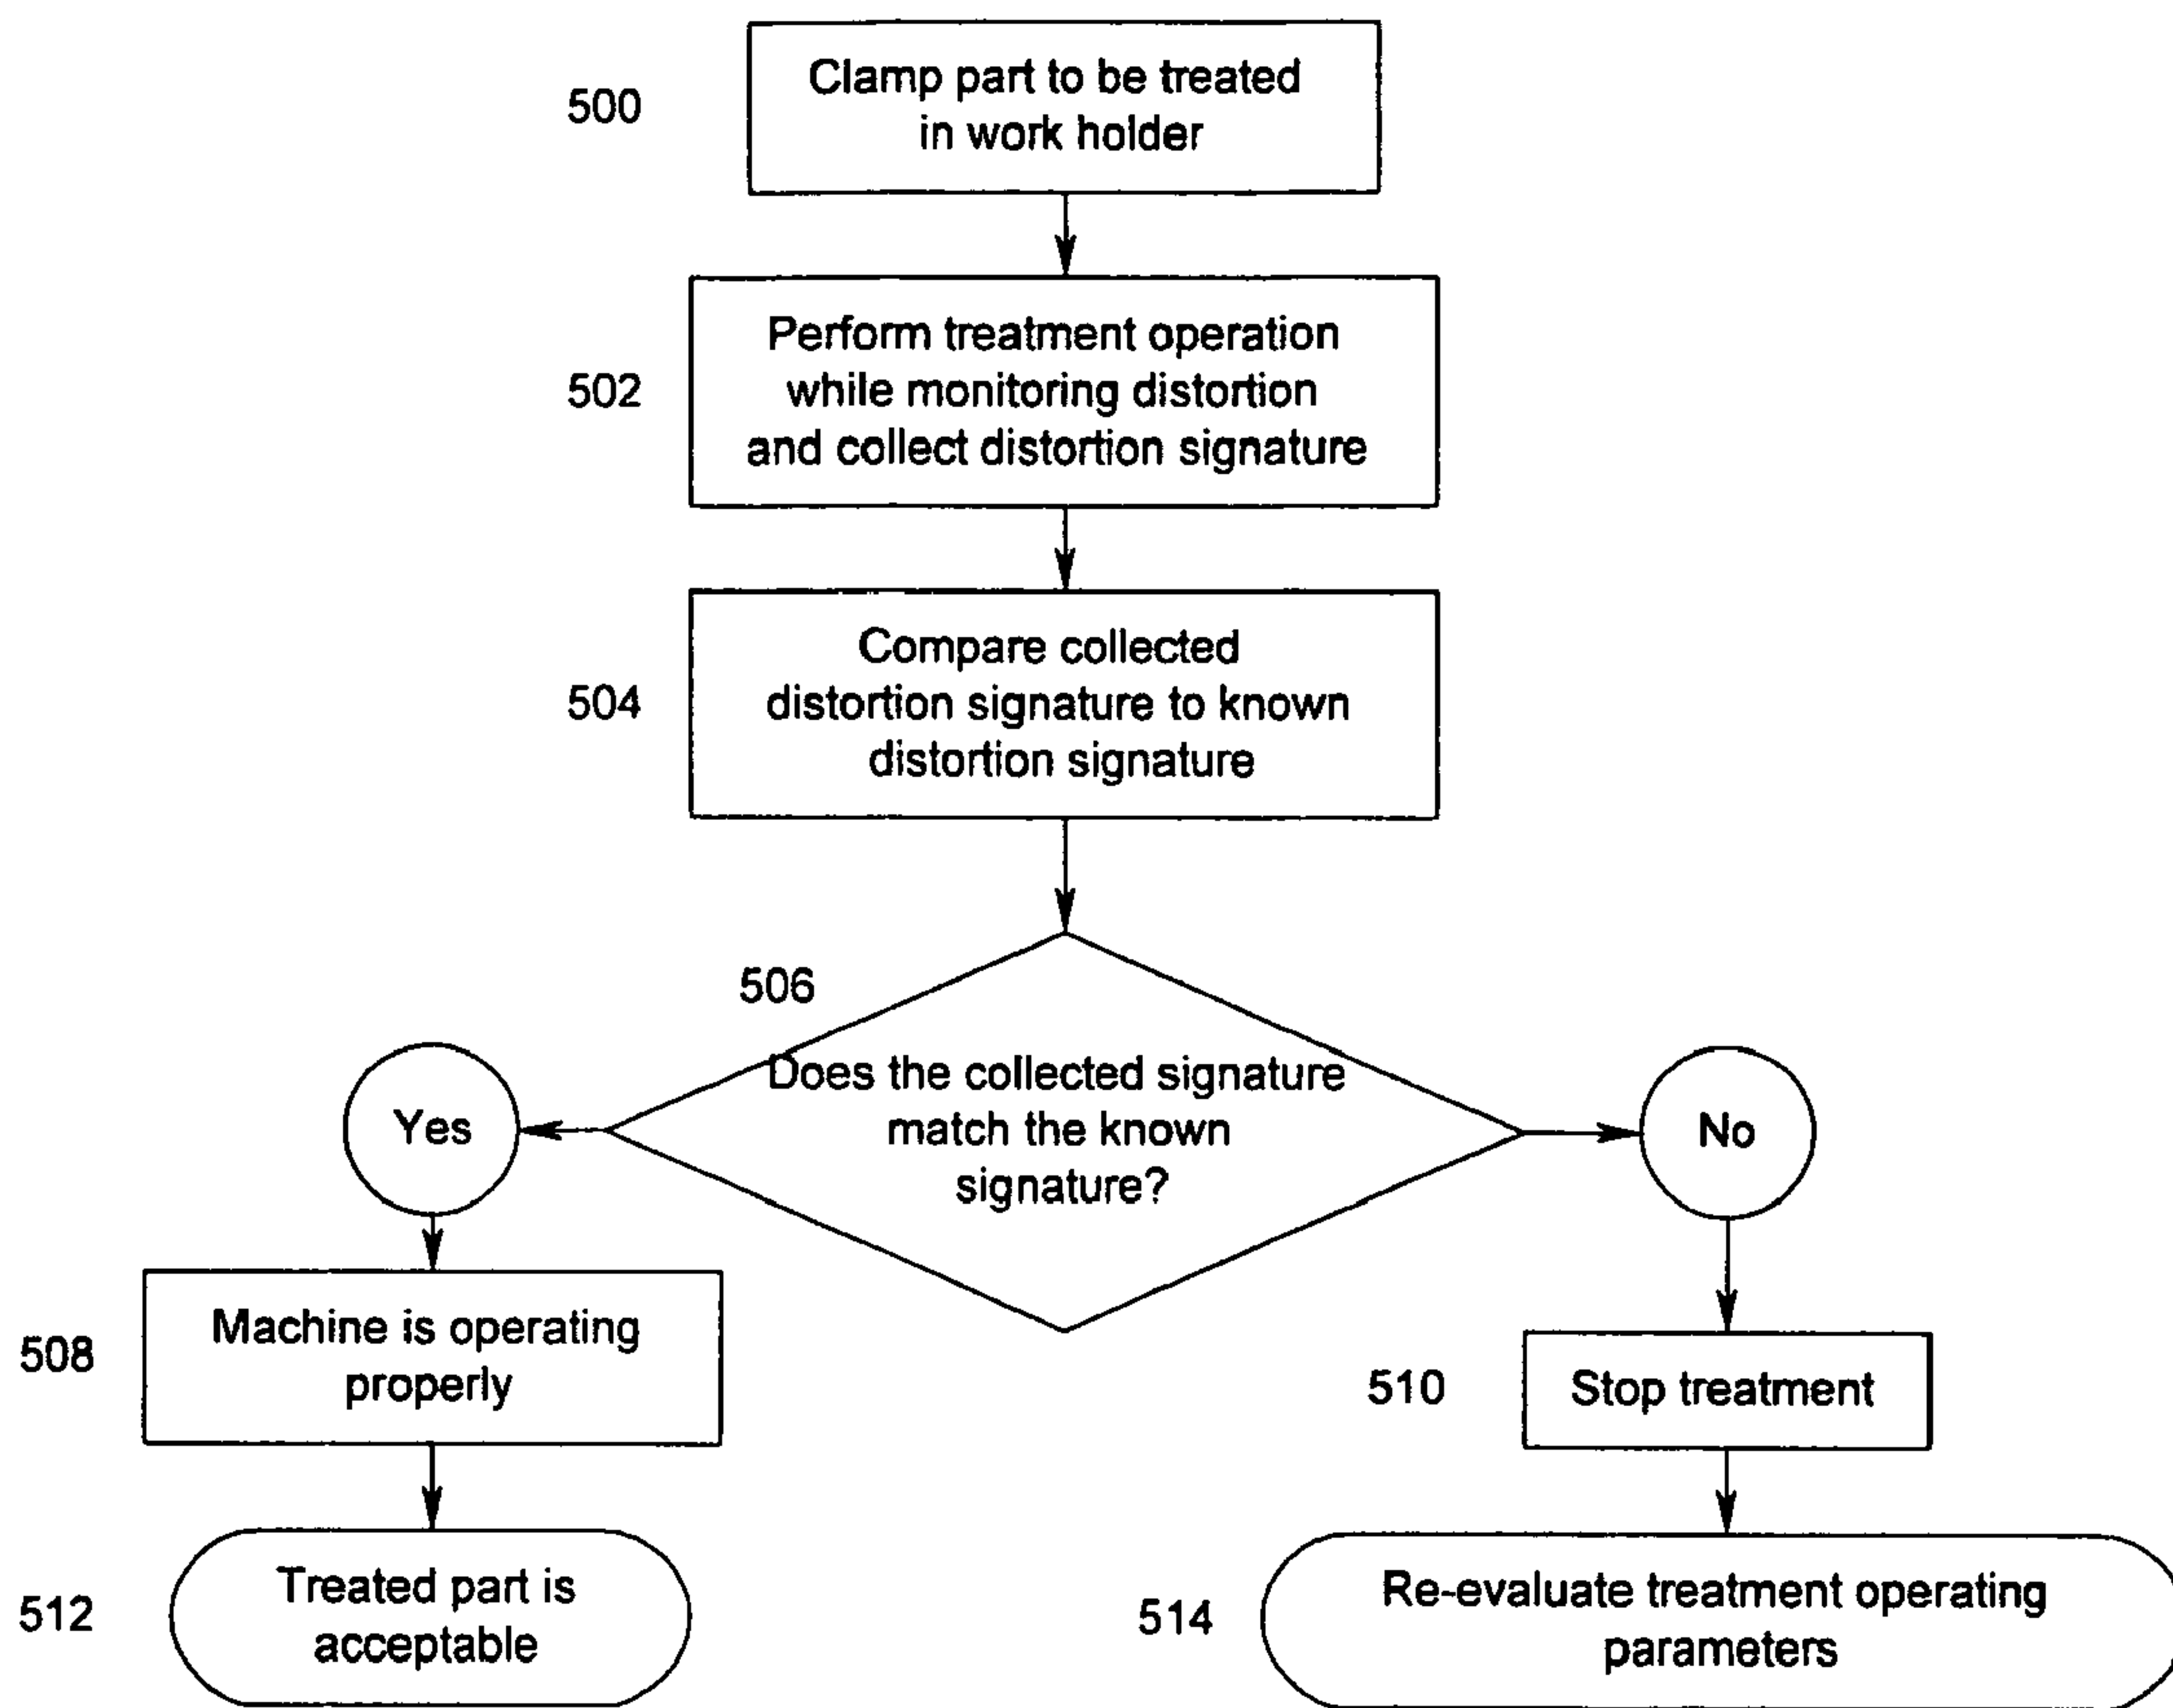 500
Clamp part to be treated
in work holder
502
Perform treatment operation
while monitoring distortion
and collect distortion signature
504
Compare collected
distortion signature to known
distortion signature
506
Does the collected signature
match the known
signature?
Yes
No
508
Machine is operating
properly
510
Stop treatment
512
Treated part is
acceptable
514
Re-evaluate treatment operating
parameters